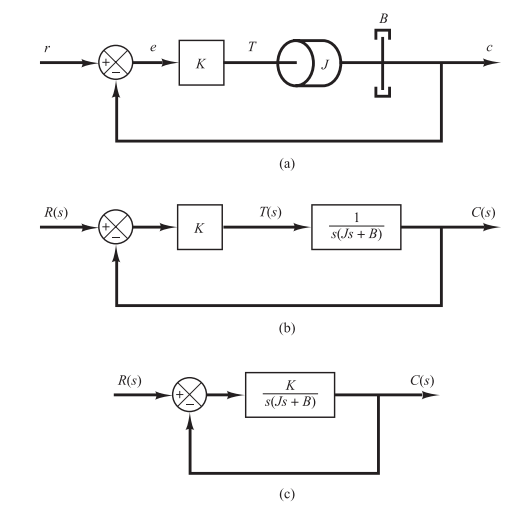 B
r
+
−
e
K
T
J
c
(a)
R(s)
+
−
K
T(s)
1
s(Js + B)
C(s)
(b)
R(s)
+
−
K
s(Js + B)
C(s)
(c)